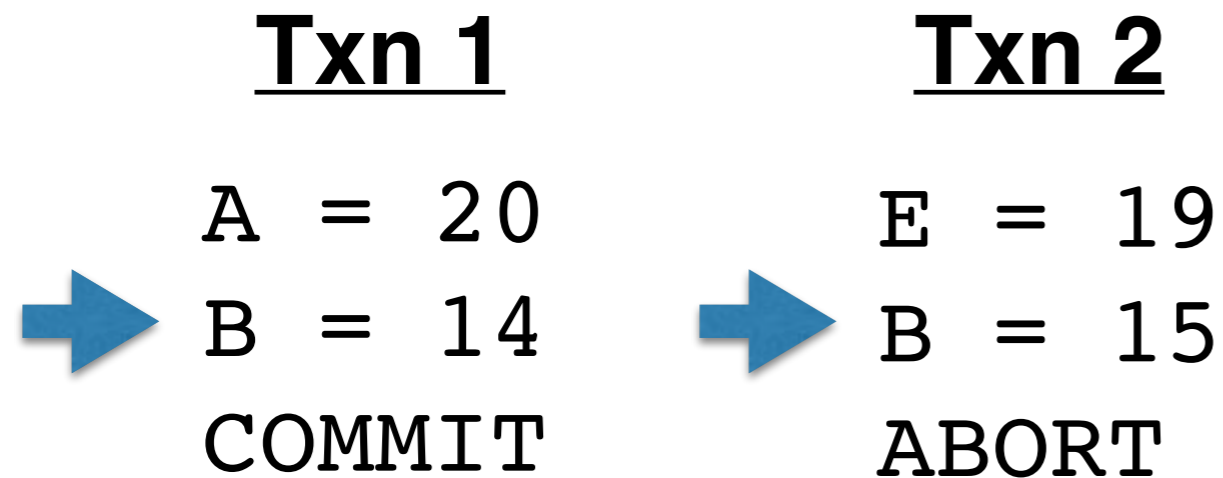 Txn 1
A = 20
B = 14
COMMIT
Txn 2
E = 19
B = 15
ABORT